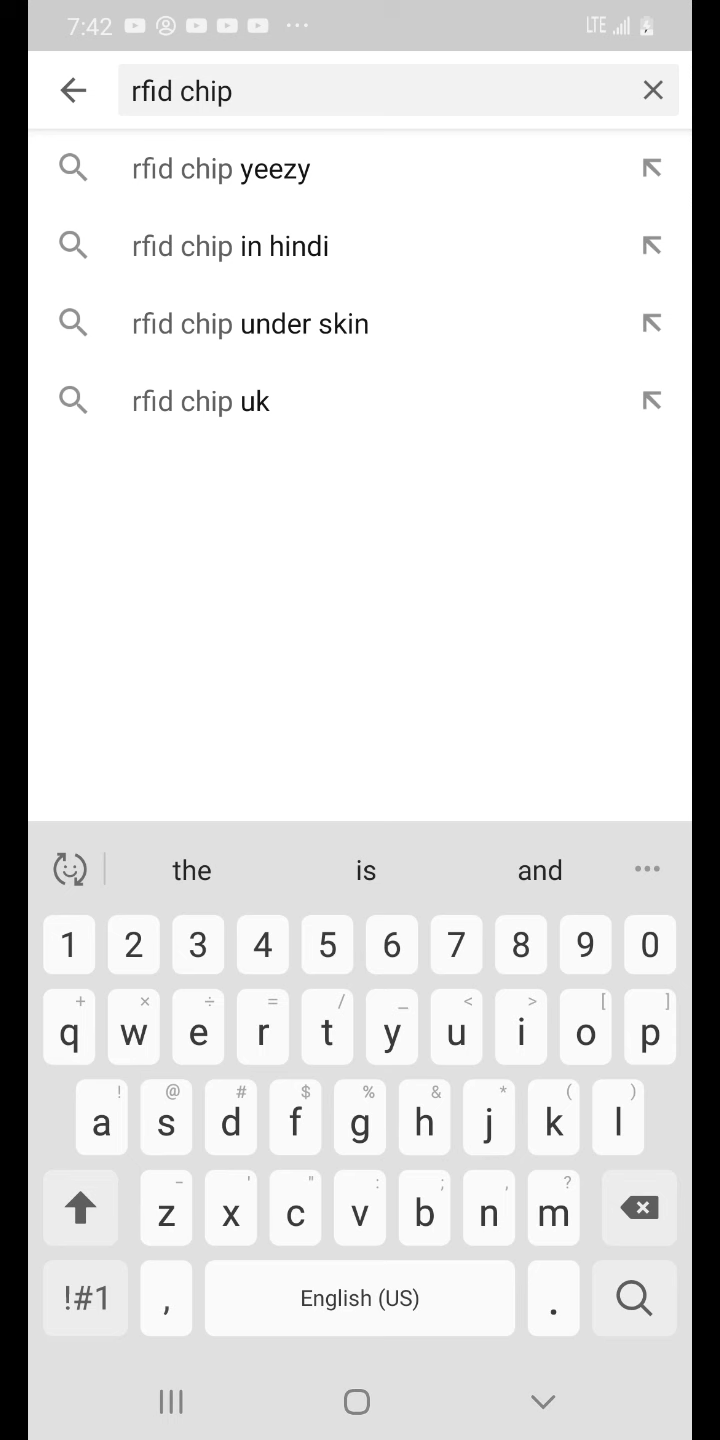 7:42 LTE
rfid chip
rfid chip yeezy
rfid chip in hindi
rfid chip under skin
rfid chip uk
the is and
1 2 3 4 5 6 7 8 9 0
+ × ÷ = / _ < > [ ]
q w e r t y u i o p
! @ # $ % & * ( )
a s d f g h j k l
- ' " : ; , ?
z x c v b n m
!#1 , English (US) .